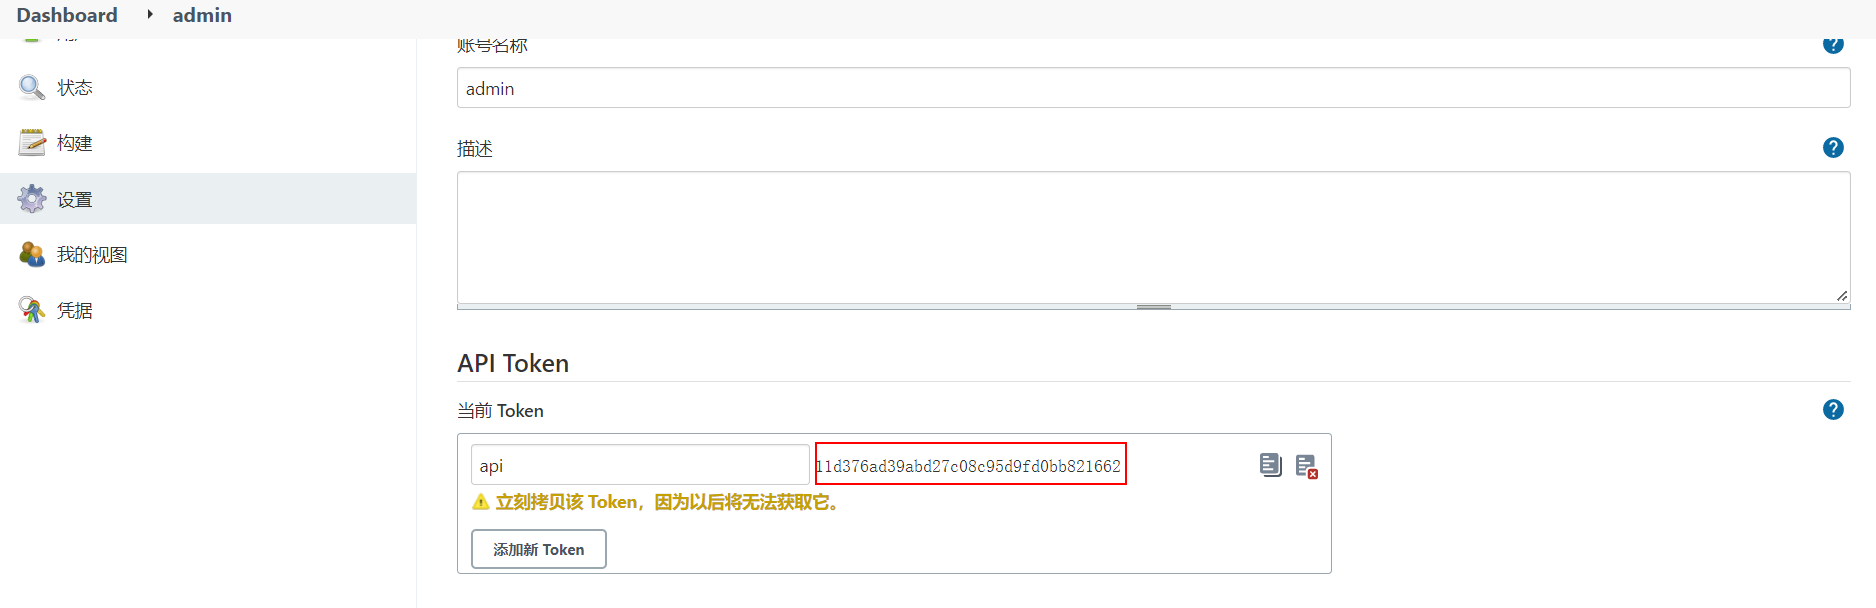 Dashboard
admin
状态
构建
设置
我的视图
凭据
账号名称
admin
描述
API Token
当前 Token
api
11d376ad39abd27c08c95d9fd0bb821662
立刻拷贝该 Token，因为以后将无法获取它。
添加新 Token